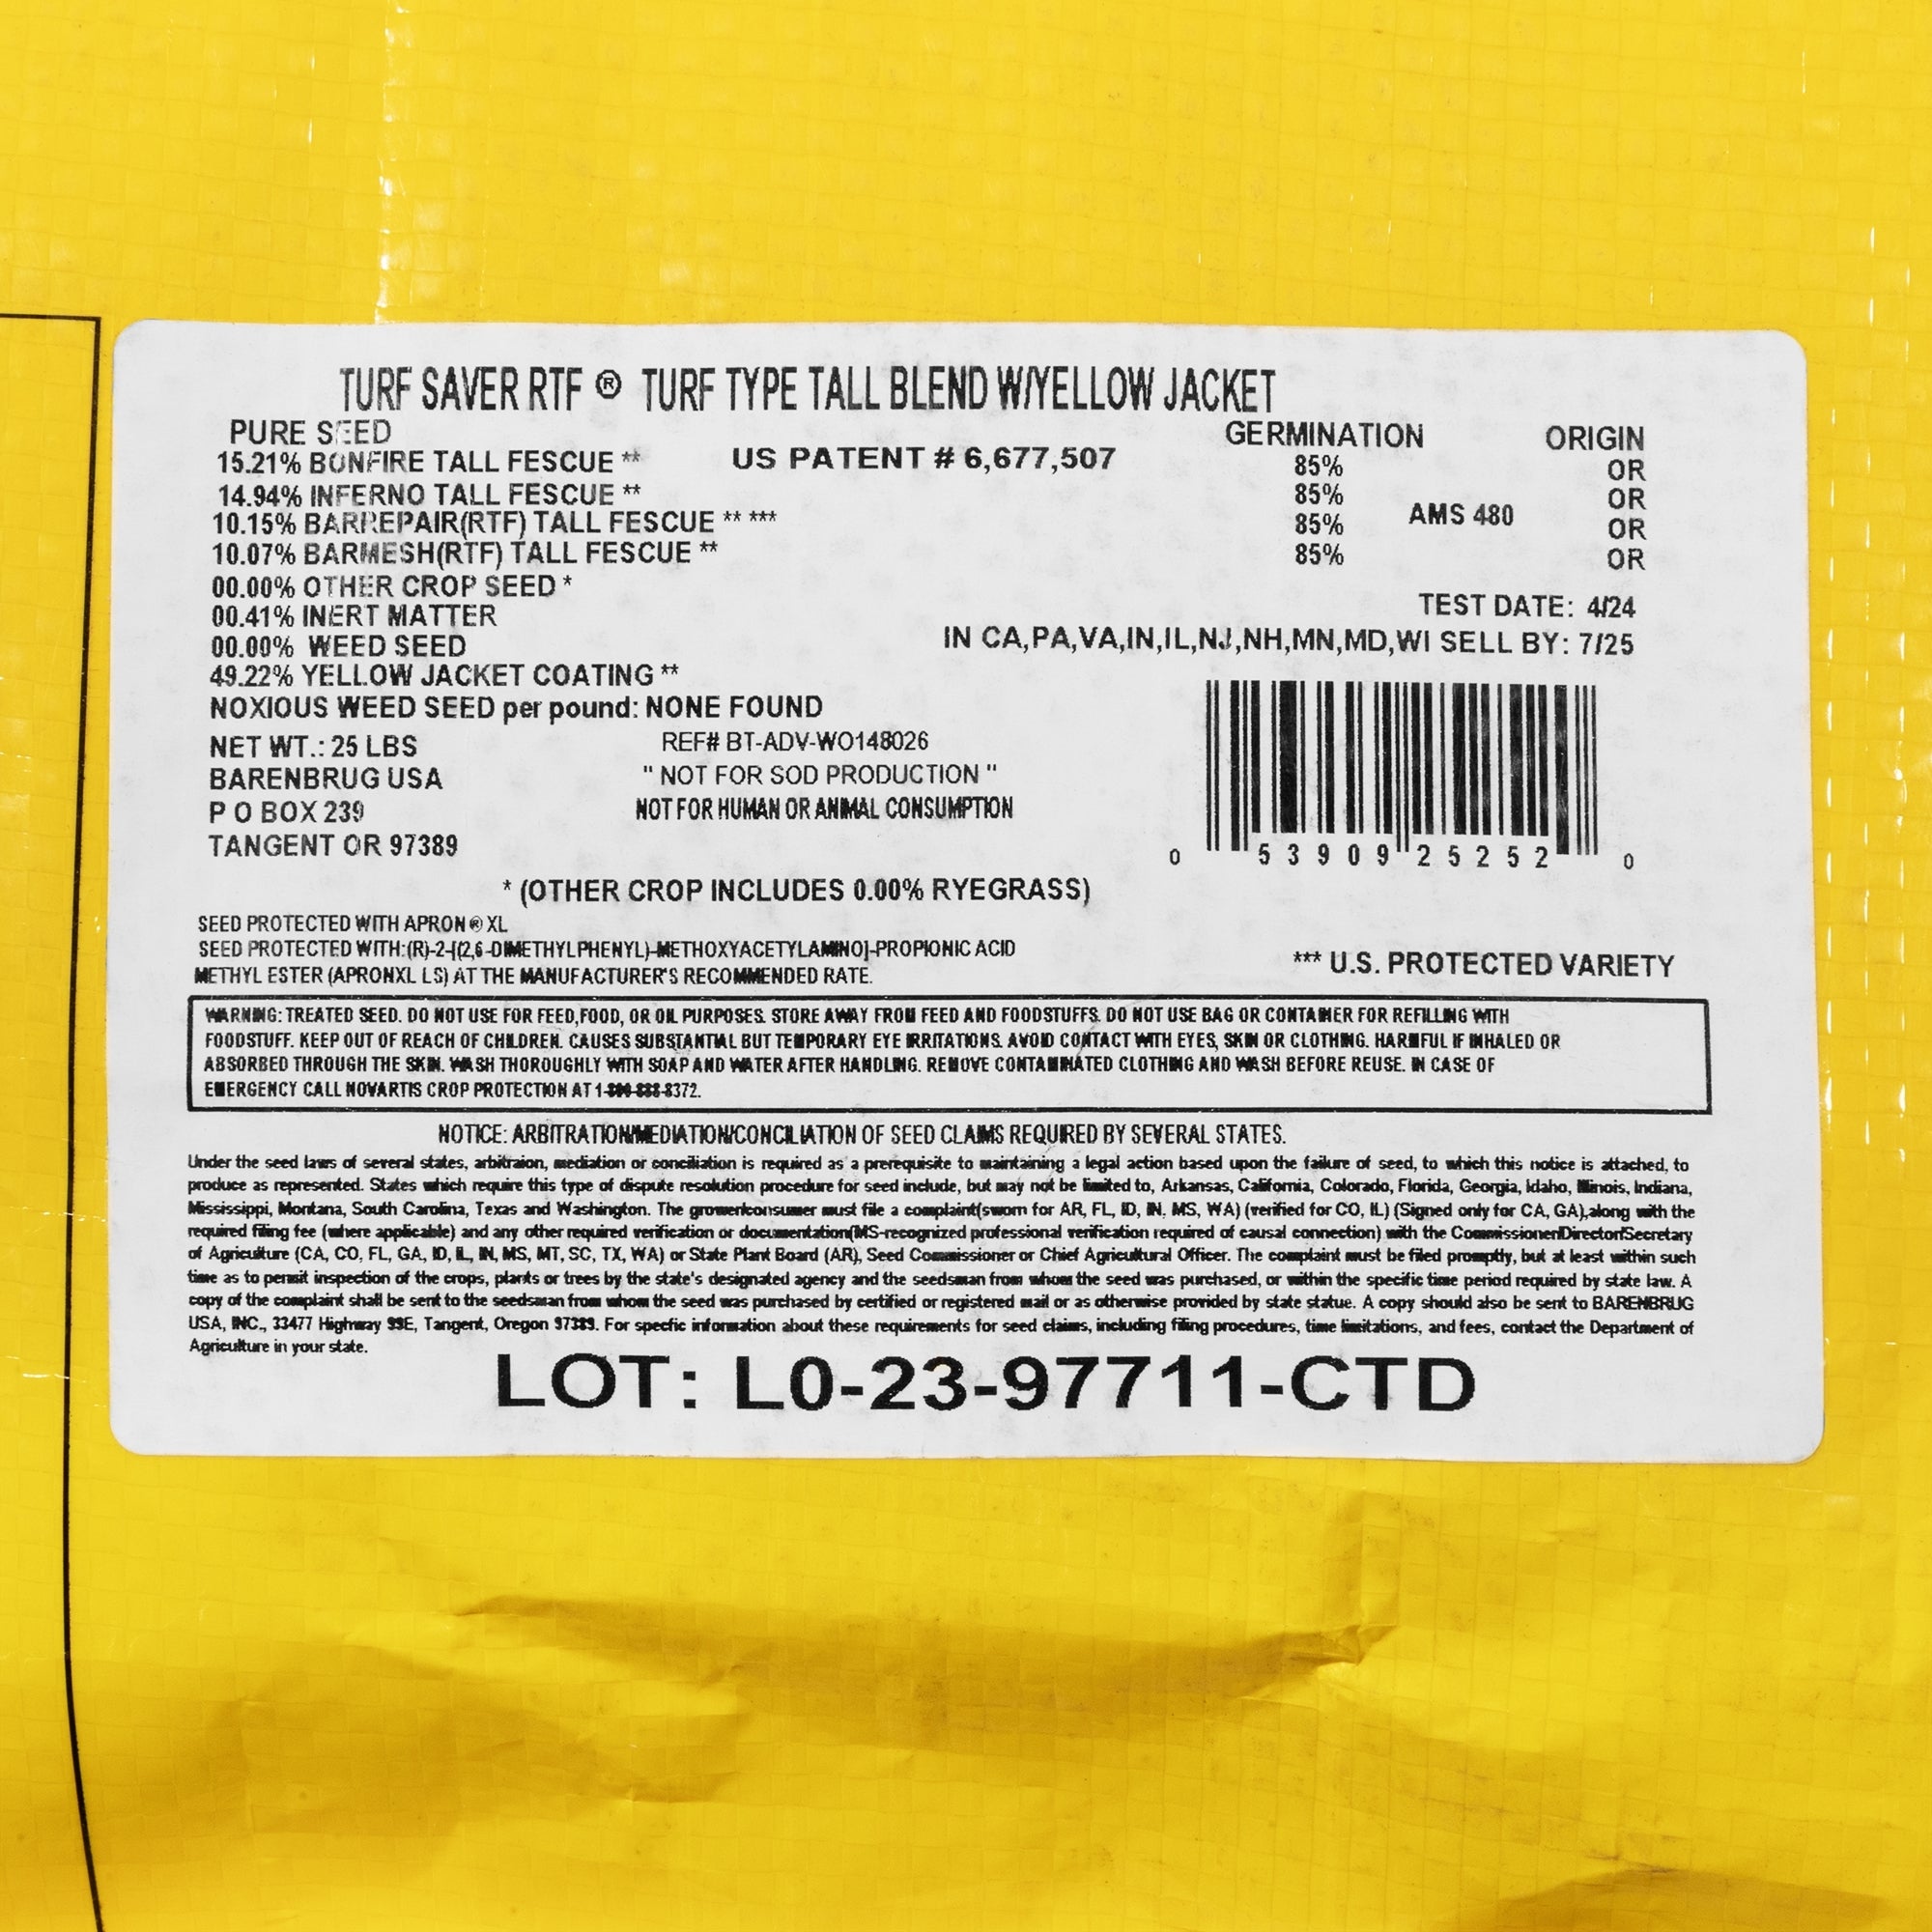 TURF SAVER RTF ® TURF TYPE TALL BLEND W/YELLOW JACKET
PURE SEED GERMINATION ORIGIN
15.21% BONFIRE TALL FESCUE ** US PATENT # 6,677,507 85% OR
14.94% INFERNO TALL FESCUE ** 85% OR
10.15% BARREPAIR(RTF) TALL FESCUE ** *** 85% AMS 480 OR
10.07% BARMESH(RTF) TALL FESCUE ** 85% OR
00.00% OTHER CROP SEED *
00.41% INERT MATTER TEST DATE: 4/24
00.00% WEED SEED IN CA,PA,VA,IN,IL,NJ,NH,MN,MD,WI SELL BY: 7/25
49.22% YELLOW JACKET COATING **
NOXIOUS WEED SEED per pound: NONE FOUND
NET WT.: 25 LBS REF# BT-ADV-WO148026
BARENBRUG USA " NOT FOR SOD PRODUCTION "
P O BOX 239 NOT FOR HUMAN OR ANIMAL CONSUMPTION
TANGENT OR 97389 0 53909 25252 0
* (OTHER CROP INCLUDES 0.00% RYEGRASS)
SEED PROTECTED WITH APRON ® XL
SEED PROTECTED WITH:(R)-2-[(2,6-DIMETHYLPHENYL)-METHOXYACETYLAMINO]-PROPIONIC ACID
METHYL ESTER (APRONXL LS) AT THE MANUFACTURER'S RECOMMENDED RATE. *** U.S. PROTECTED VARIETY
WARNING: TREATED SEED. DO NOT USE FOR FEED,FOOD, OR OIL PURPOSES. STORE AWAY FROM FEED AND FOODSTUFFS. DO NOT USE BAG OR CONTAINER FOR REFILLING WITH
FOODSTUFF. KEEP OUT OF REACH OF CHILDREN. CAUSES SUBSTANTIAL BUT TEMPORARY EYE IRRITATIONS. AVOID CONTACT WITH EYES, SKIN OR CLOTHING. HARMFUL IF INHALED OR
ABSORBED THROUGH THE SKIN. WASH THOROUGHLY WITH SOAP AND WATER AFTER HANDLING. REMOVE CONTAMINATED CLOTHING AND WASH BEFORE REUSE. IN CASE OF
EMERGENCY CALL NOVARTIS CROP PROTECTION AT
NOTICE: ARBITRATION/MEDIATION/CONCILIATION OF SEED CLAIMS REQUIRED BY SEVERAL STATES.
Under the seed laws of several states, arbitraion, mediation or conciliation is required as a prerequisite to maintaining a legal action based upon the failure of seed, to which this notice is attached, to
produce as represented. States which require this type of dispute resolution procedure for seed include, but may not be limited to, Arkansas, California, Colorado, Florida, Georgia, Idaho, Illinois, Indiana,
Mississippi, Montana, South Carolina, Texas and Washington. The grower/consumer must file a complaint(sworn for AR, FL, ID, IN, MS, WA) (verified for CO, IL) (Signed only for CA, GA),along with the
required filing fee (where applicable) and any other required verification or documentation(MS-recognized professional verification required of causal connection) with the Commissioner/Director/Secretary
of Agriculture (CA, CO, FL, GA, ID, IL, IN, MS, MT, SC, TX, WA) or State Plant Board (AR), Seed Commissioner or Chief Agricultural Officer. The complaint must be filed promptly, but at least within such
time as to permit inspection of the crops, plants or trees by the state's designated agency and the seedsman from whom the seed was purchased, or within the specific time period required by state law. A
copy of the complaint shall be sent to the seedsman from whom the seed was purchased by certified or registered mail or as otherwise provided by state statue. A copy should also be sent to BARENBRUG
USA, INC., 33477 Highway 99E, Tangent, Oregon 97389. For specfic information about these requirements for seed claims, including filing procedures, time limitations, and fees, contact the Department of
Agriculture in your state.
LOT: L0-23-97711-CTD